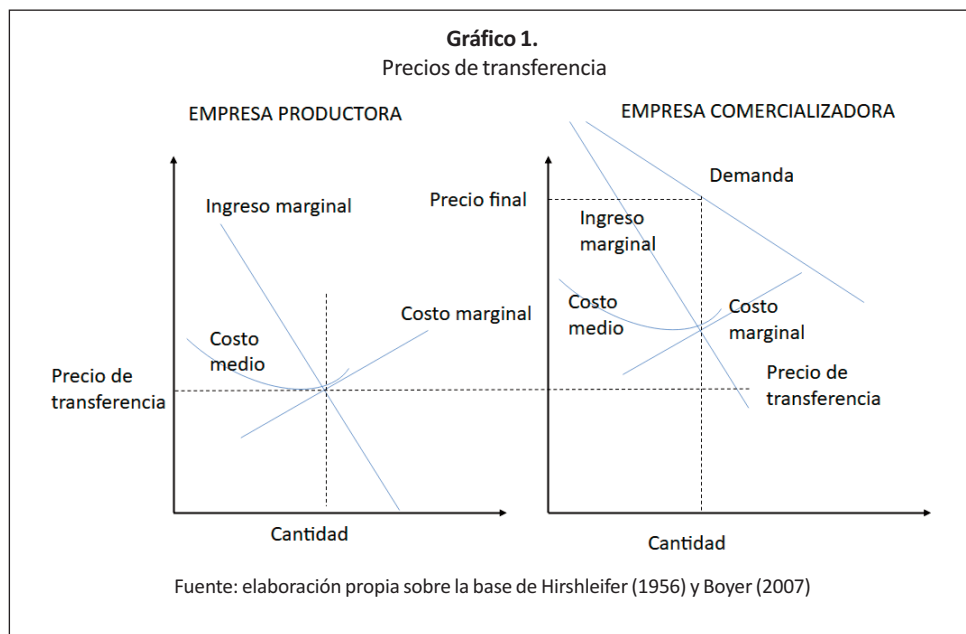 Gráfico 1.
Precios de transferencia
EMPRESA PRODUCTORA
Ingreso marginal
Costo marginal
Costo
medio
Precio de
transferencia
Cantidad
EMPRESA COMERCIALIZADORA
Demanda
Precio final
Ingreso
marginal
Costo
medio
Costo
marginal
Precio de
transferencia
Cantidad
Fuente: elaboración propia sobre la base de Hirshleifer (1956) y Boyer (2007)